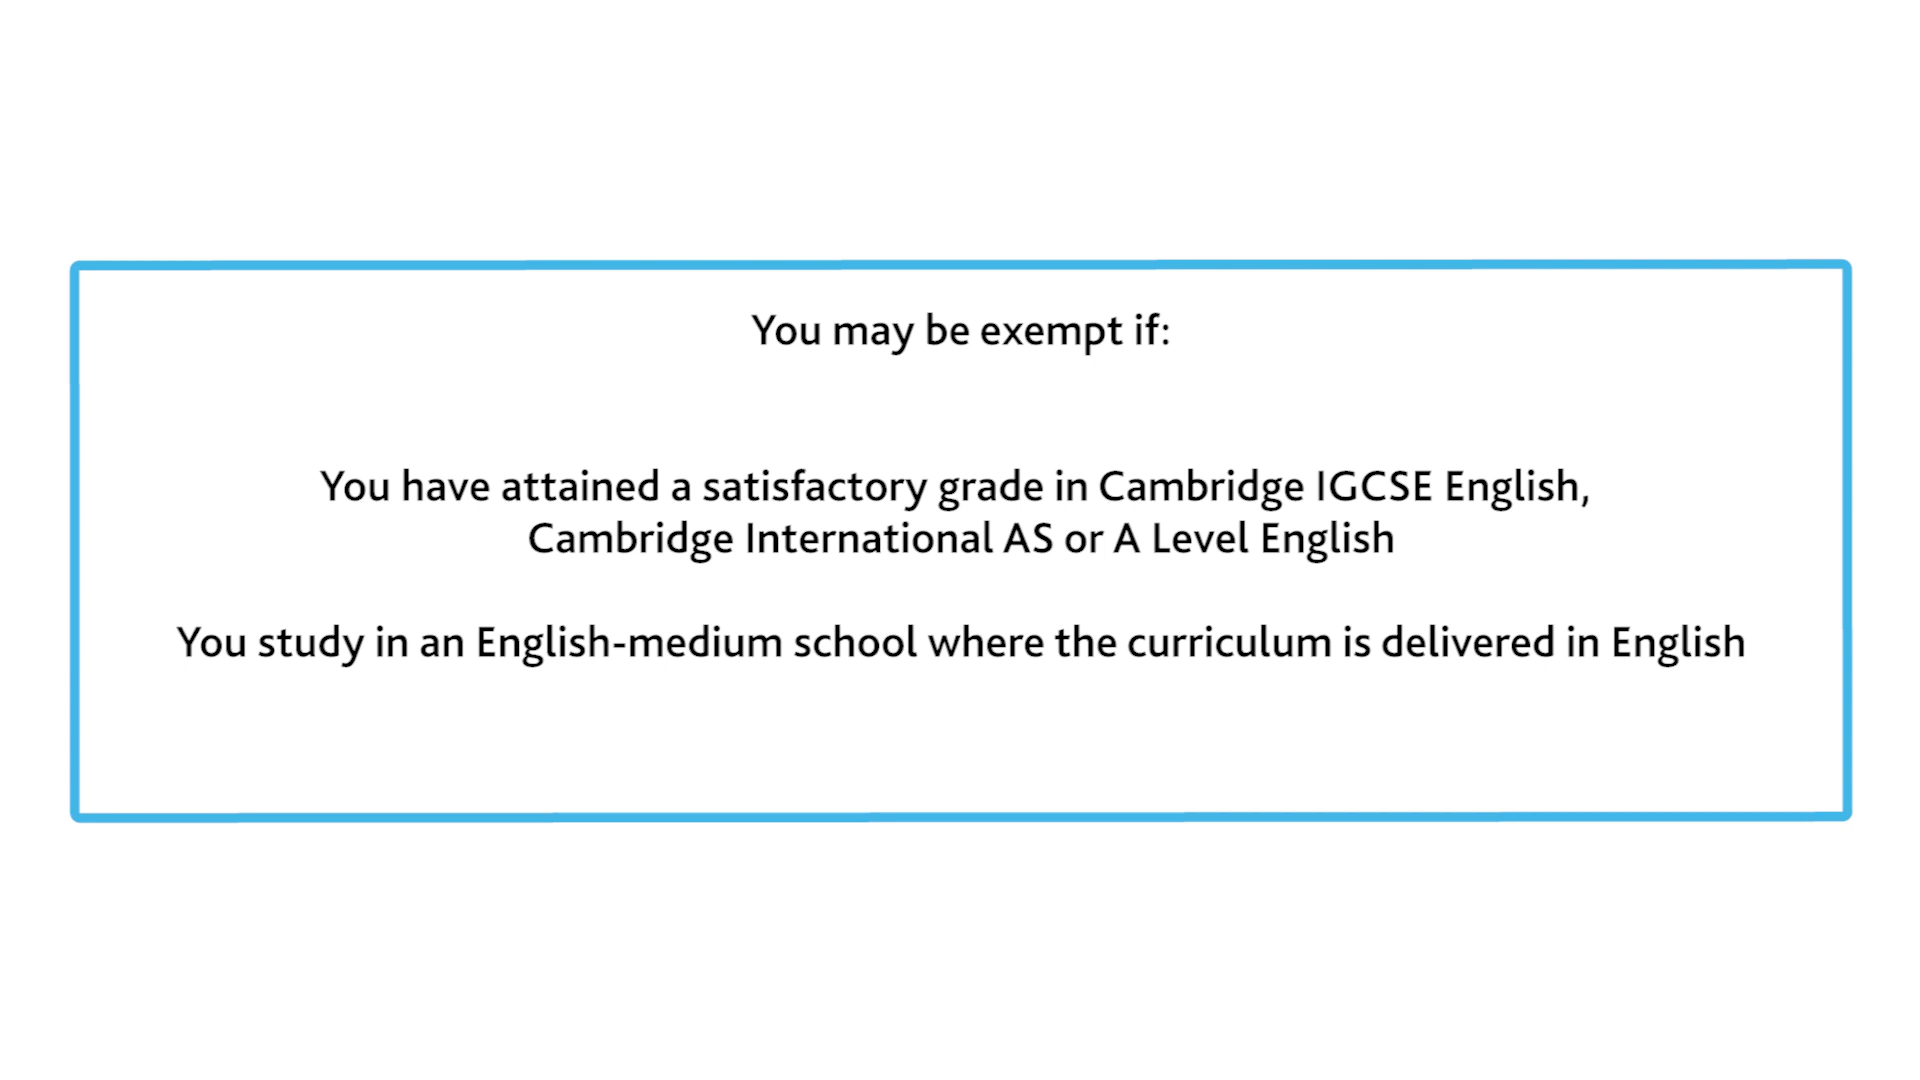 You may be exempt if:
You have attained a satisfactory grade in Cambridge IGCSE English,
Cambridge International AS or A Level English
You study in an English-medium school where the curriculum is delivered in English